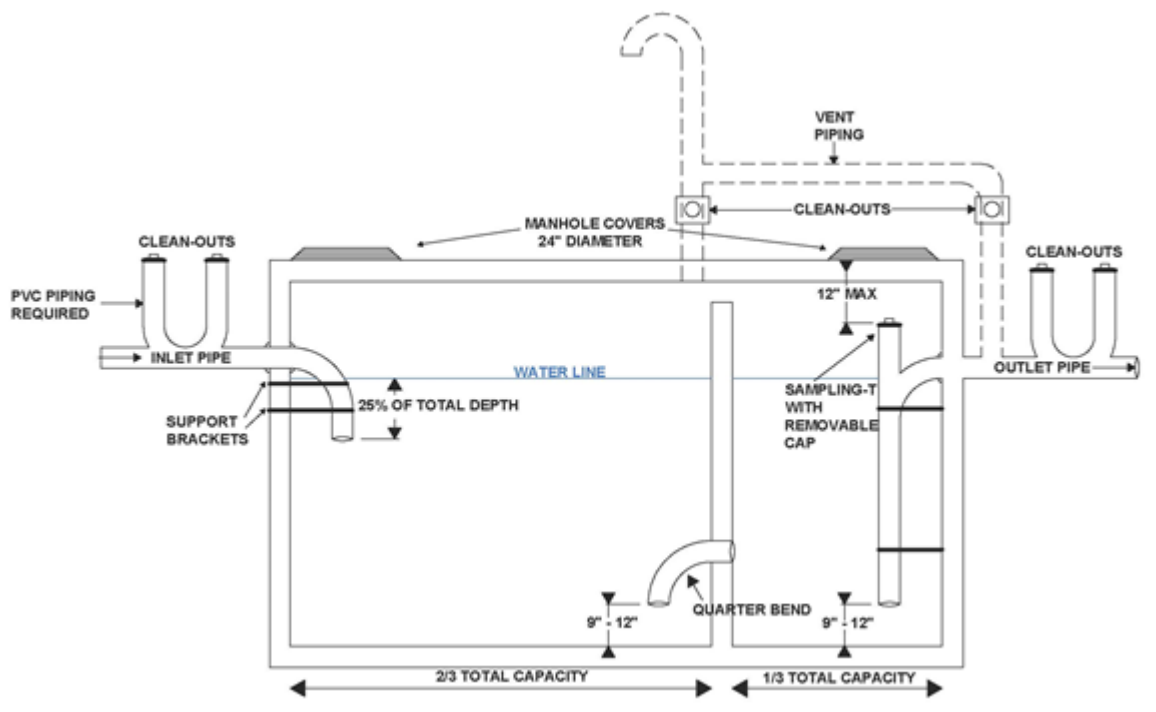 VENT
PIPING
CLEAN-OUTS
MANHOLE COVERS
24" DIAMETER
CLEAN-OUTS
CLEAN-OUTS
PVC PIPING
REQUIRED
12" MAX
INLET PIPE
WATER LINE
OUTLET PIPE
25% OF TOTAL DEPTH
SAMPLING-T
WITH
REMOVABLE
CAP
SUPPORT
BRACKETS
QUARTER BEND
9" - 12"
9" - 12"
2/3 TOTAL CAPACITY
1/3 TOTAL CAPACITY